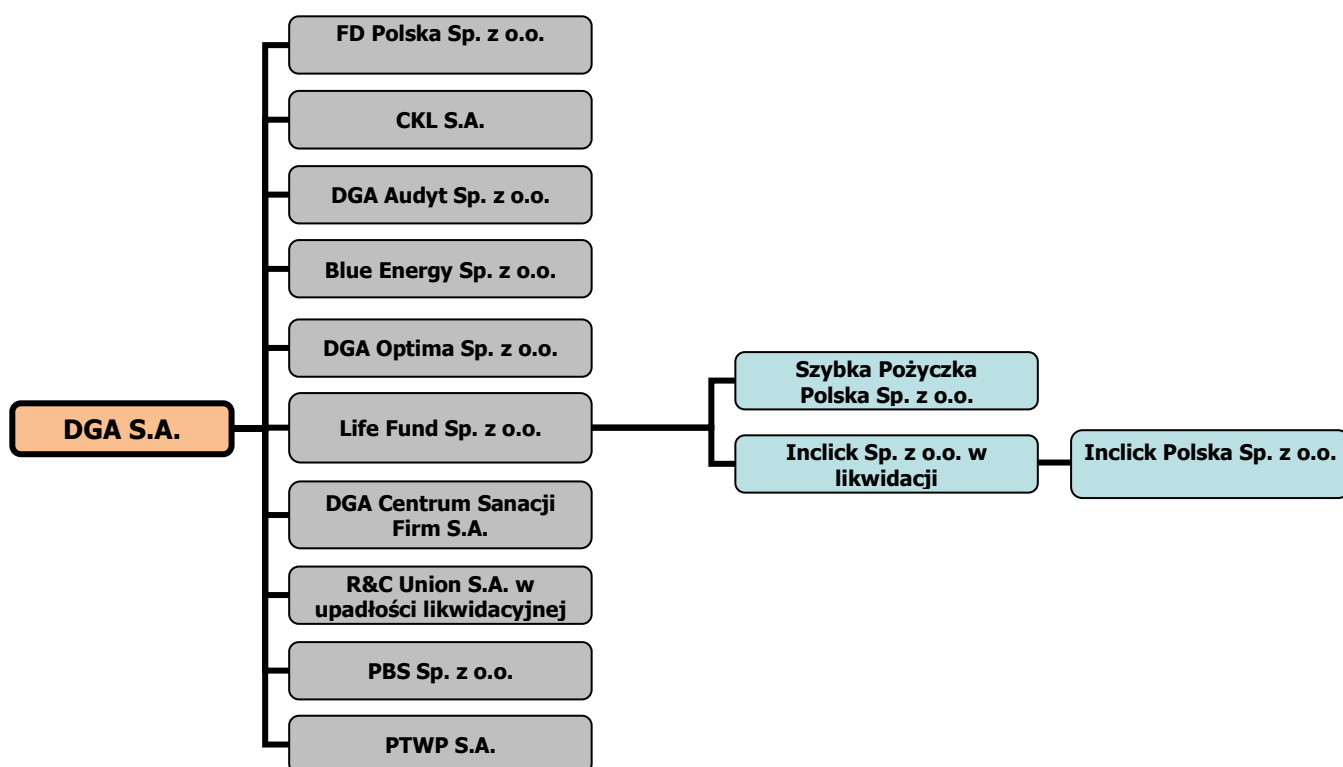 FD Polska Sp. z o.o.
CKL S.A.
DGA Audyt Sp. z o.o.
Blue Energy Sp. z o.o.
DGA Optima Sp. z o.o.
DGA S.A.
Life Fund Sp. z o.o.
Szybka Pożyczka
Polska Sp. z o.o.
Inclick Sp. z o.o. w
likwidacji
Inclick Polska Sp. z o.o.
DGA Centrum Sanacji
Firm S.A.
R&C Union S.A. w
upadłości likwidacyjnej
PBS Sp. z o.o.
PTWP S.A.